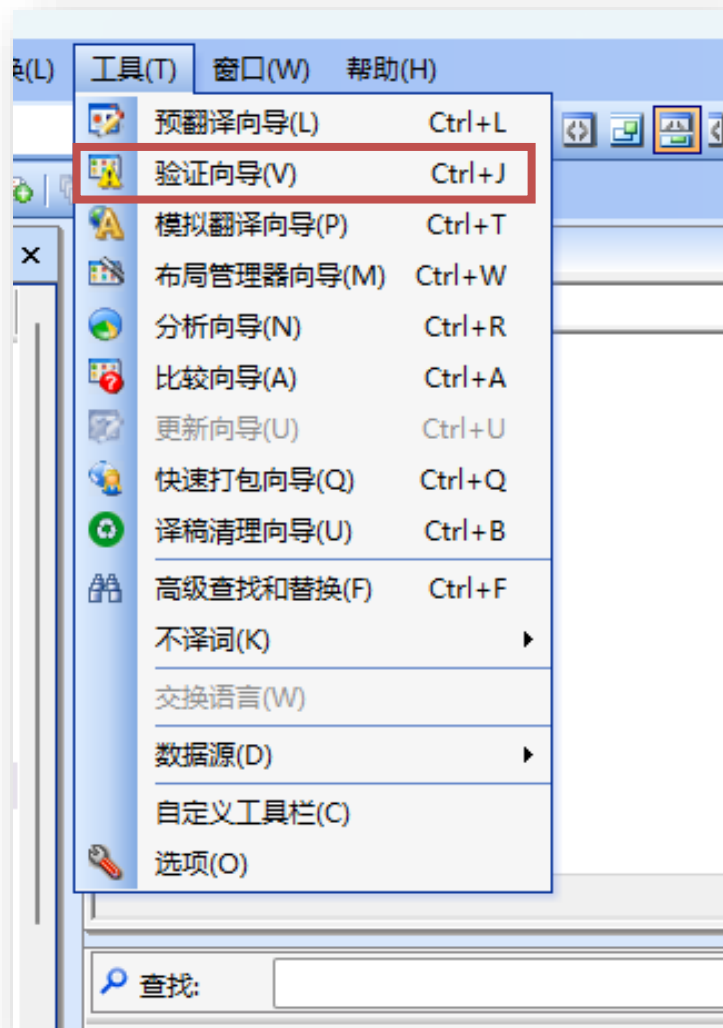 工具(T) 窗口(W) 帮助(H)
预翻译向导(L) Ctrl+L
验证向导(V) Ctrl+J
模拟翻译向导(P) Ctrl+T
布局管理器向导(M) Ctrl+W
分析向导(N) Ctrl+R
比较向导(A) Ctrl+A
更新向导(U) Ctrl+U
快速打包向导(Q) Ctrl+Q
译稿清理向导(U) Ctrl+B
高级查找和替换(F) Ctrl+F
不译词(K)
交换语言(W)
数据源(D)
自定义工具栏(C)
选项(O)
查找: